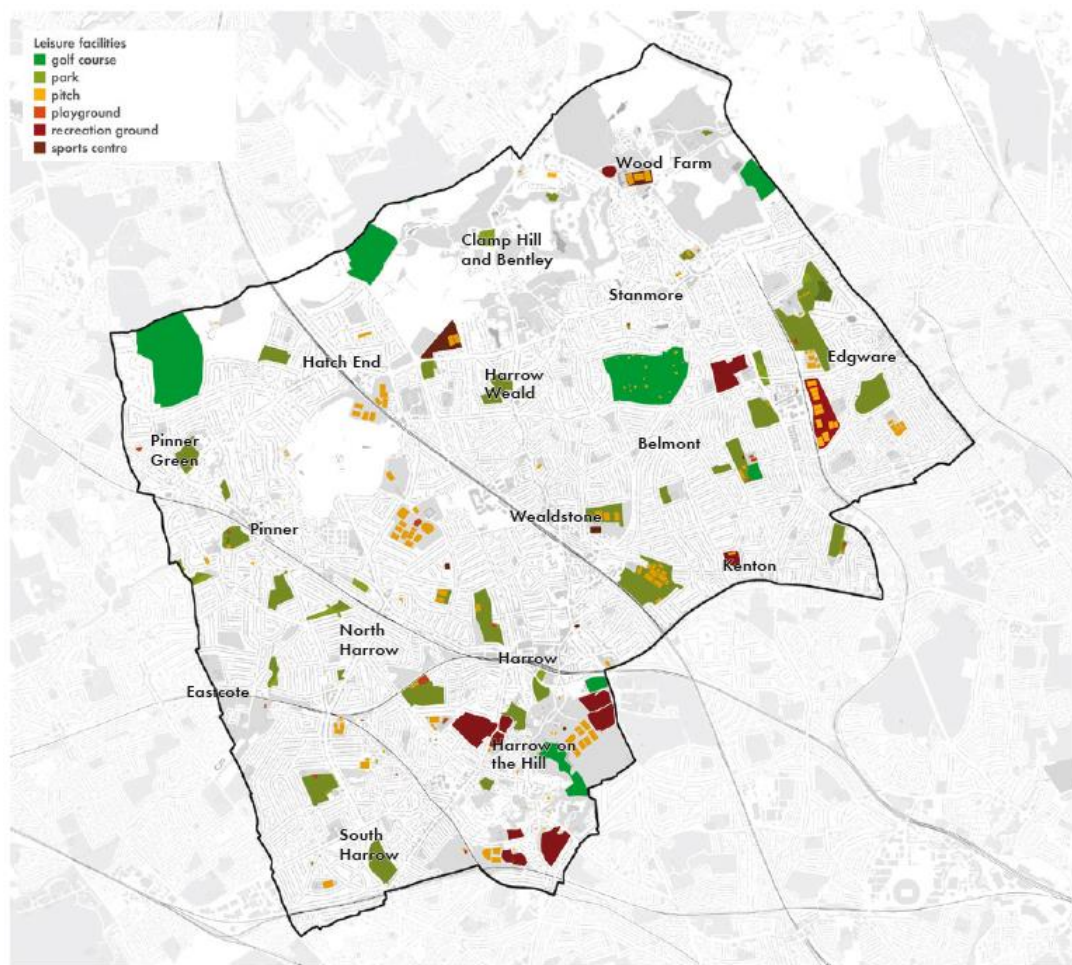 Leisure facilities
golf course
park
pitch
playground
recreation ground
sports centre
Wood Farm
Clamp Hill
and Bentley
Stanmore
Hatch End
Harrow
Weald
Edgware
Pinner
Green
Belmont
Pinner
Wealdstone
Kenton
North
Harrow
Harrow
Eastcote
Harrow on
the Hill
South
Harrow